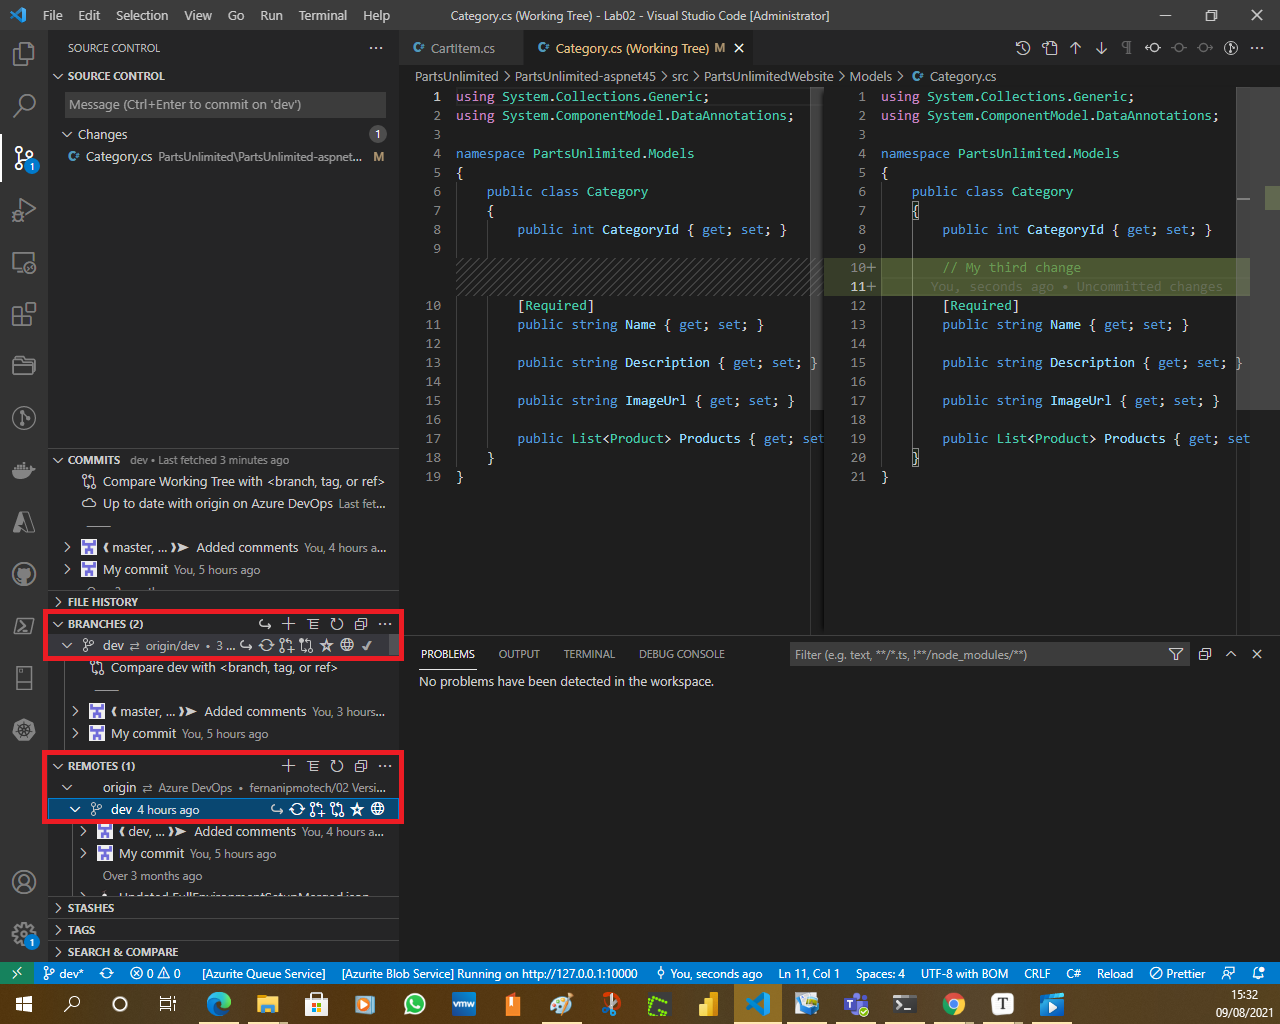 File Edit Selection View Go Run Terminal Help Category.cs (Working Tree) - Lab02 - Visual Studio Code [Administrator]
SOURCE CONTROL
SOURCE CONTROL
Message (Ctrl+Enter to commit on 'dev')
Changes 1
Category.cs PartsUnlimited\PartsUnlimited-aspnet... M
1
COMMITS dev • Last fetched 3 minutes ago
Compare Working Tree with <branch, tag, or ref>
Up to date with origin on Azure DevOps Last fet...
master, ... Added comments You, 4 hours a...
My commit You, 5 hours ago
FILE HISTORY
BRANCHES (2)
dev origin/dev • 3 ...
Compare dev with <branch, tag, or ref>
master, ... Added comments You, 3 hours...
My commit You, 5 hours ago
REMOTES (1)
origin Azure DevOps • fernanipmotech/02 Versi...
dev 4 hours ago
dev, ... Added comments You, 4 hours a...
My commit You, 5 hours ago
Over 3 months ago
Updated FullEnvironmentSetupMerged.json
STASHES
TAGS
SEARCH & COMPARE
1
CartItem.cs Category.cs (Working Tree) M
PartsUnlimited > PartsUnlimited-aspnet45 > src > PartsUnlimitedWebsite > Models > Category.cs
1 using System.Collections.Generic;
2 using System.ComponentModel.DataAnnotations;
3
4 namespace PartsUnlimited.Models
5 {
6 public class Category
7 {
8 public int CategoryId { get; set; }
9
10 [Required]
11 public string Name { get; set; }
12
13 public string Description { get; set; }
14
15 public string ImageUrl { get; set; }
16
17 public List<Product> Products { get; set
18 }
19 }
1 using System.Collections.Generic;
2 using System.ComponentModel.DataAnnotations;
3
4 namespace PartsUnlimited.Models
5 {
6 public class Category
7 {
8 public int CategoryId { get; set; }
9
10+ // My third change
11+ You, seconds ago • Uncommitted changes
12 [Required]
13 public string Name { get; set; }
14
15 public string Description { get; set; }
16
17 public string ImageUrl { get; set; }
18
19 public List<Product> Products { get; set
20 }
21 }
PROBLEMS OUTPUT TERMINAL DEBUG CONSOLE Filter (e.g. text, **/*.ts, !**/node_modules/**)
No problems have been detected in the workspace.
dev* 0 0 [Azurite Queue Service] [Azurite Blob Service] Running on http://127.0.0.1:10000 You, seconds ago Ln 11, Col 1 Spaces: 4 UTF-8 with BOM CRLF C# Reload Prettier
vmw T
15:32
09/08/2021